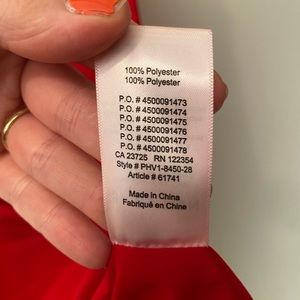 100% Polyester
100% Polyester
P.O. # 4500091473
P.O. # 4500091474
P.O. # 4500091475
P.O. # 4500091476
P.O. # 4500091477
P.O. # 4500091478
CA 23725 RN 122354
Style # PHV1-8450-28
Article # 61741
Made in China
Fabriqué en Chine